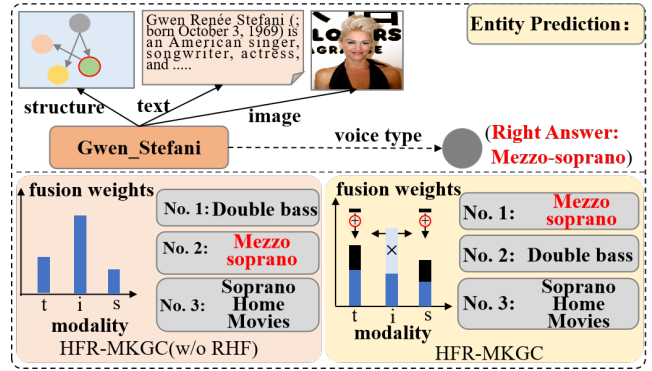 Gwen Renée Stefani (;
born October 3, 1969) is
an American singer,
songwriter, actress,
and .....
Entity Prediction:
structure
text
image
Gwen_Stefani
voice type
(Right Answer:
Mezzo-soprano)
fusion weights
t
i
s
modality
No. 1: Double bass
No. 2: Mezzo
soprano
No. 3: Soprano
Home
Movies
HFR-MKGC(w/o RHF)
fusion weights
+
×
+
t
i
s
modality
No. 1: Mezzo
soprano
No. 2: Double bass
No. 3: Soprano
Home
Movies
HFR-MKGC